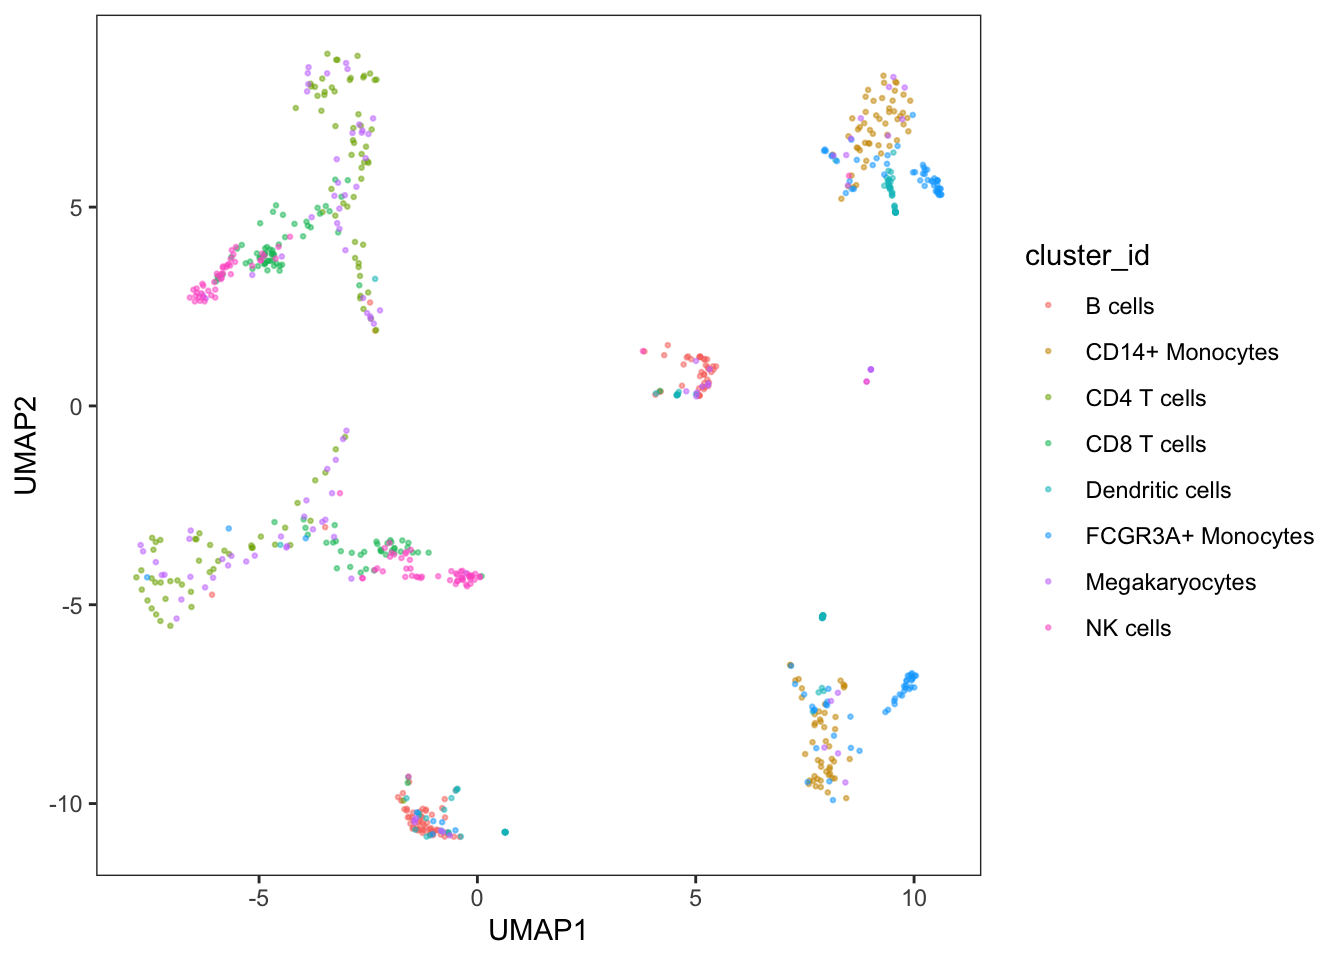 5
0
-5
-10
-5
0
5
10
UMAP1
UMAP2
cluster_id
B cells
CD14+ Monocytes
CD4 T cells
CD8 T cells
Dendritic cells
FCGR3A+ Monocytes
Megakaryocytes
NK cells